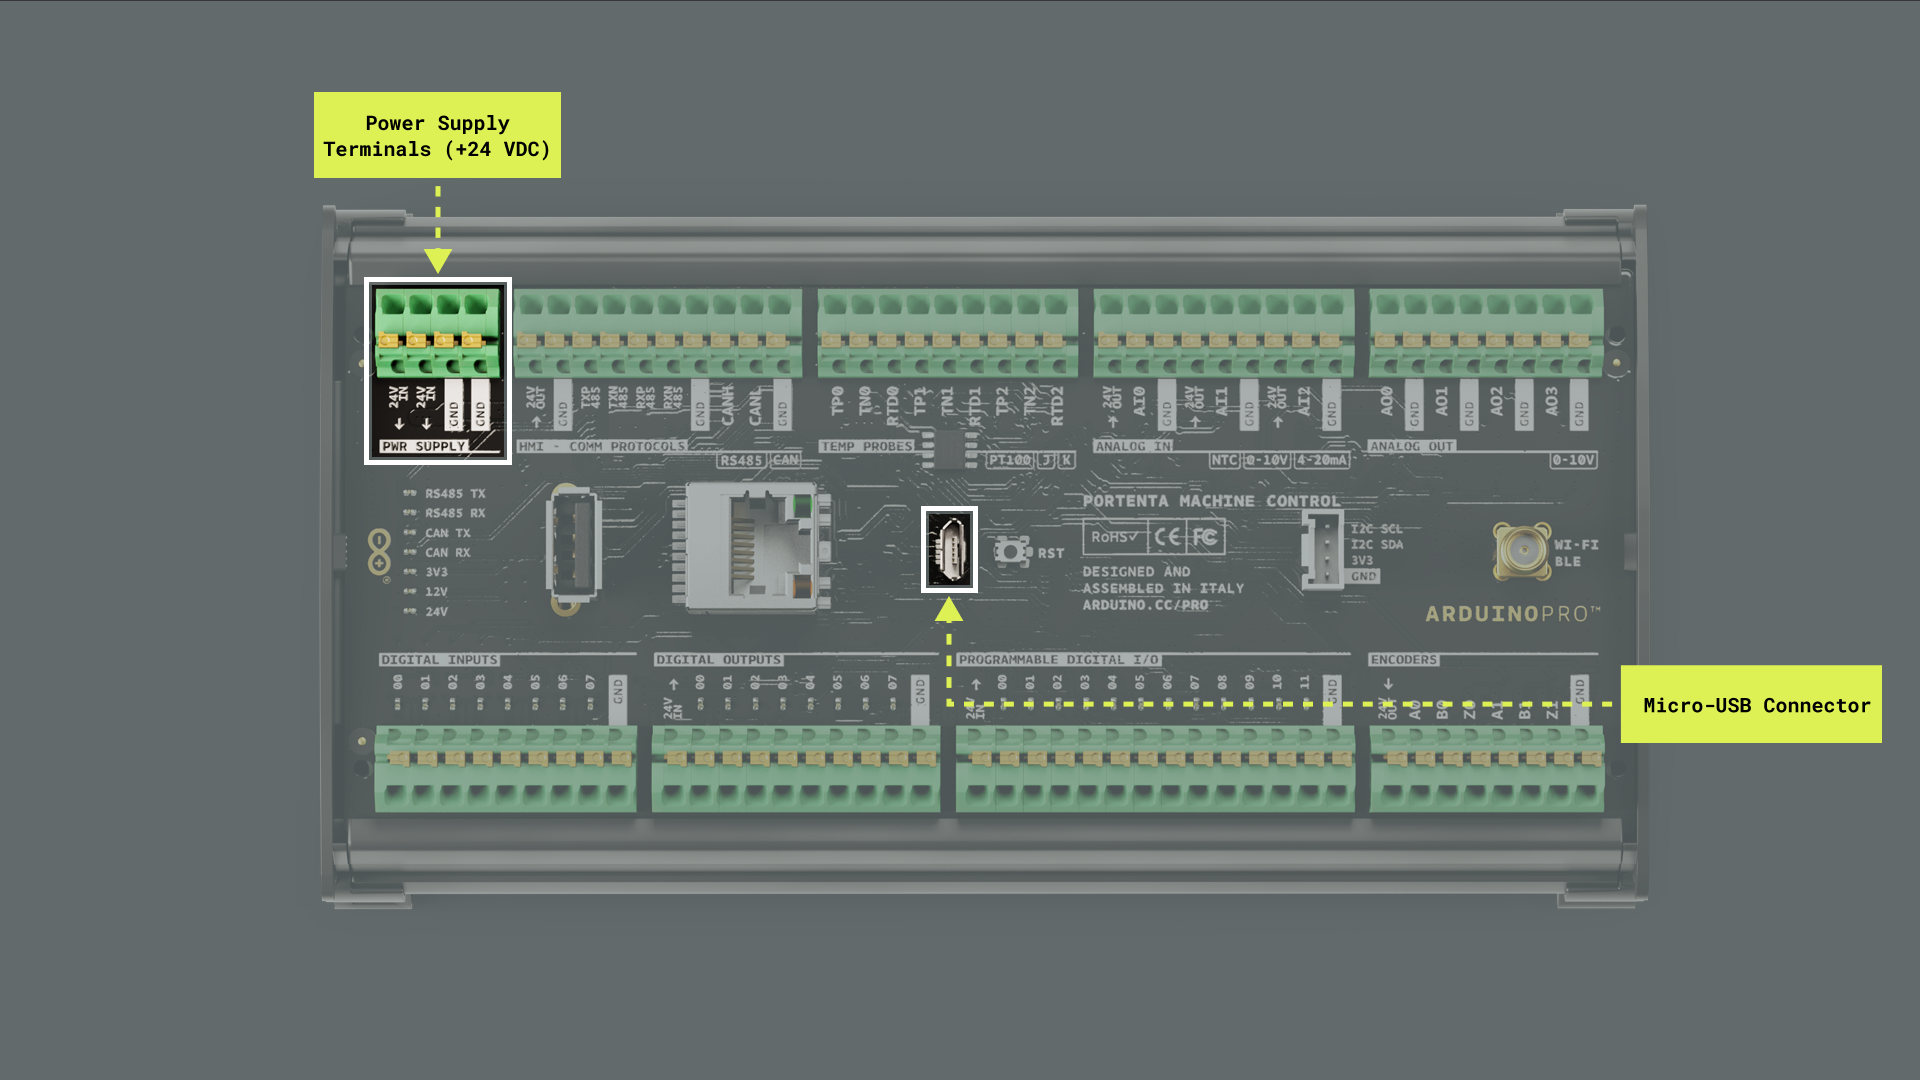 Power Supply
Terminals (+24 VDC)
24V IN
24V IN
GND
GND
PWR SUPPLY
24V OUT
GND
TXP 485
TXN 485
RXP 485
RXN 485
GND
CANH
CANL
GND
HMI - COMM PROTOCOLS
RS485
CAN
TP0
TN0
RTD0
TP1
TN1
RTD1
TP2
TN2
RTD2
TEMP PROBES
PT100
J
K
24V OUT
AI0
GND
24V OUT
AI1
GND
24V OUT
AI2
GND
ANALOG IN
NTC
0-10V
4-20mA
AO0
GND
AO1
GND
AO2
GND
AO3
GND
ANALOG OUT
0-10V
RS485 TX
RS485 RX
CAN TX
CAN RX
3V3
12V
24V
RST
PORTENTA MACHINE CONTROL
RoHS
CE
FC
DESIGNED AND
ASSEMBLED IN ITALY
ARDUINO.CC/PRO
I2C SCL
I2C SDA
3V3
GND
WI-FI
BLE
ARDUINOPRO™
DIGITAL INPUTS
00
01
02
03
04
05
06
07
GND
DIGITAL OUTPUTS
24V IN
00
01
02
03
04
05
06
07
GND
PROGRAMMABLE DIGITAL I/O
24V IN
00
01
02
03
04
05
06
07
08
09
10
11
GND
ENCODERS
24V OUT
A0
B0
Z0
A1
B1
Z1
GND
Micro-USB Connector